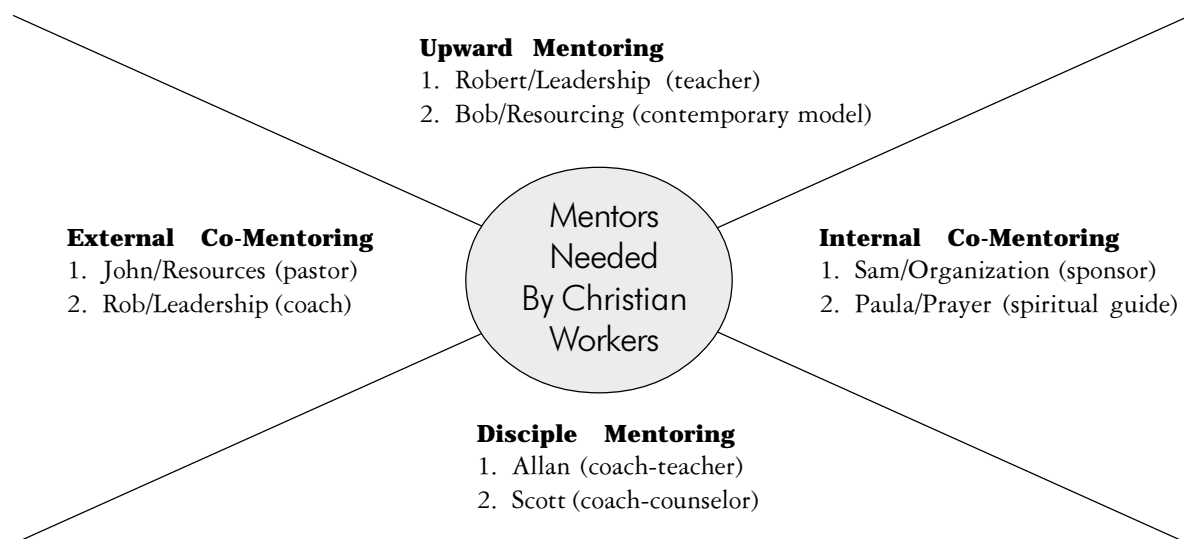 Upward Mentoring
1. Robert/Leadership (teacher)
2. Bob/Resourcing (contemporary model)
External Co-Mentoring
1. John/Resources (pastor)
2. Rob/Leadership (coach)
Mentors
Needed
By Christian
Workers
Internal Co-Mentoring
1. Sam/Organization (sponsor)
2. Paula/Prayer (spiritual guide)
Disciple Mentoring
1. Allan (coach-teacher)
2. Scott (coach-counselor)